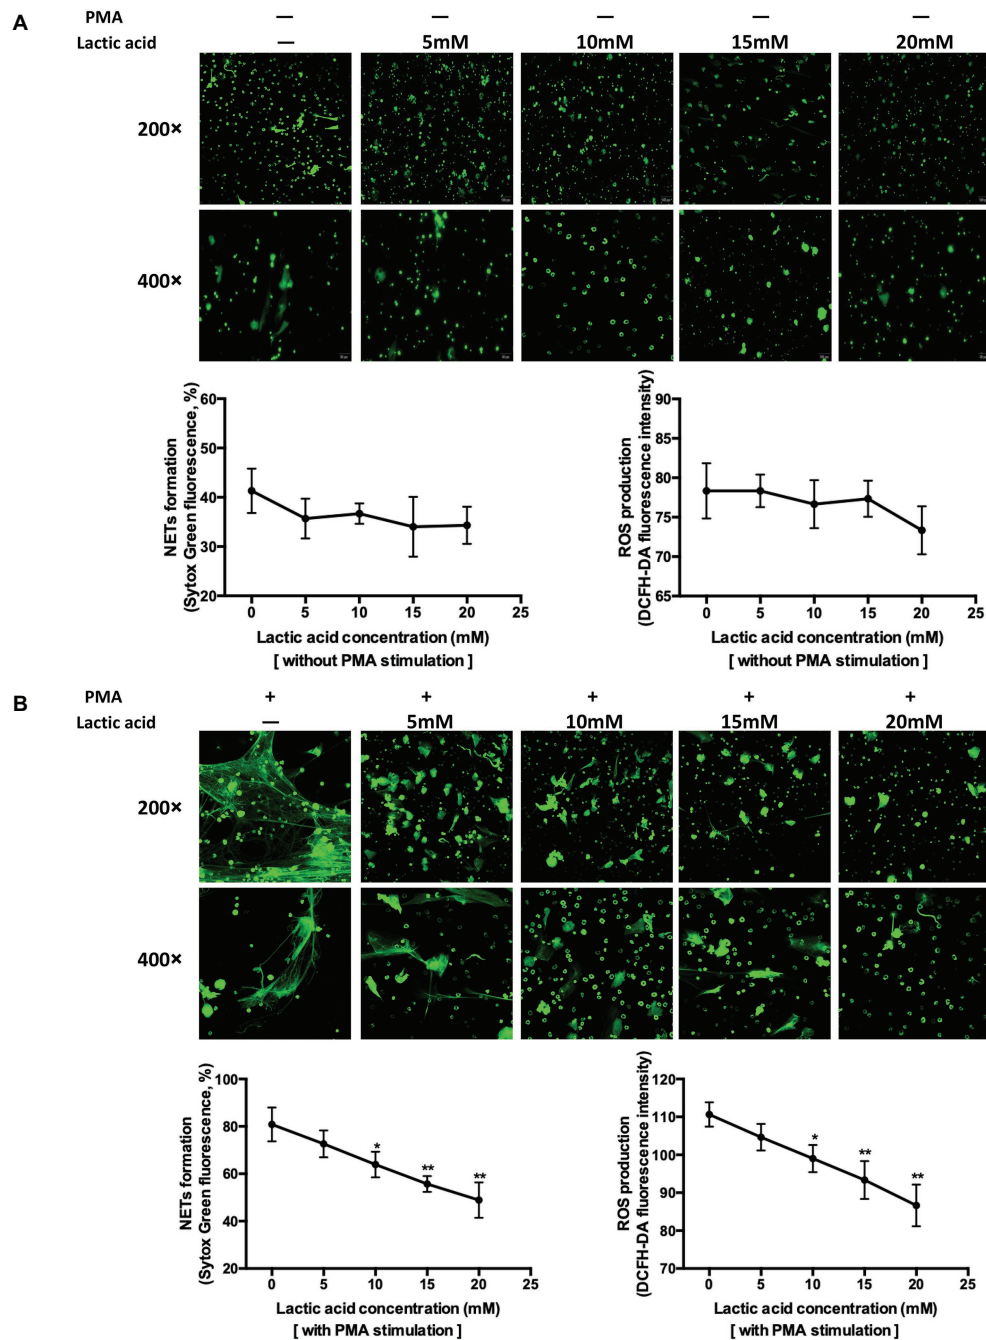 A
PMA — — — — —
Lactic acid — 5mM 10mM 15mM 20mM
200×
400×
NETs formation
(Sytox Green fluorescence, %)
60
50
40
30
20
0 5 10 15 20 25
Lactic acid concentration (mM)
[ without PMA stimulation ]
ROS production
(DCFH-DA fluorescence intensity)
90
85
80
75
70
65
0 5 10 15 20 25
Lactic acid concentration (mM)
[ without PMA stimulation ]
B
PMA + + + + +
Lactic acid — 5mM 10mM 15mM 20mM
200×
400×
NETs formation
(Sytox Green fluorescence, %)
100
80
60
40
20
* ** **
0 5 10 15 20 25
Lactic acid concentration (mM)
[ with PMA stimulation ]
ROS production
(DCFH-DA fluorescence intensity)
120
110
100
90
80
70
* ** **
0 5 10 15 20 25
Lactic acid concentration (mM)
[ with PMA stimulation ]